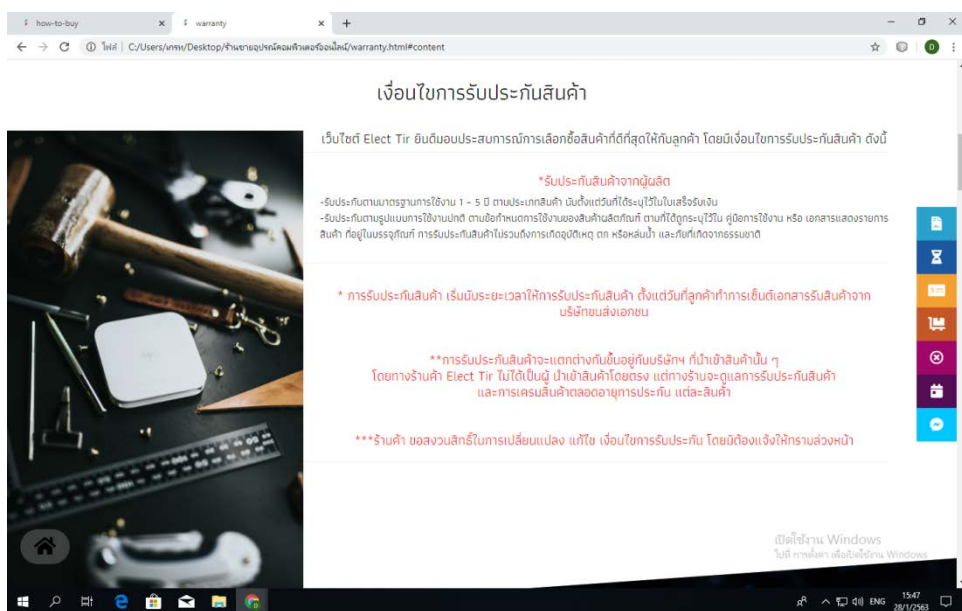 how-to-buy
warranty
ไฟล์ | C:/Users/เกรท/Desktop/ร้านขายอุปรณ์คอมพิวเตอร์ออนไลน์/warranty.html#content
เงื่อนไขการรับประกันสินค้า
เว็บไซต์ Elect Tir ยินดีมอบประสบการณ์การเลือกซื้อสินค้าที่ดีที่สุดให้กับลูกค้า โดยมีเงื่อนไขการรับประกันสินค้า ดังนี้
*รับประกันสินค้าจากผู้ผลิต
-รับประกันตามมาตรฐานการใช้งาน 1 - 5 ปี ตามประเภทสินค้า นับตั้งแต่วันที่ได้ระบุไว้ในใบเสร็จรับเงิน
-รับประกันตามรูปแบบการใช้งานปกติ ตามข้อกำหนดการใช้งานของสินค้าผลิตภัณฑ์ ตามที่ได้ถูกระบุไว้ใน คู่มือการใช้งาน หรือ เอกสารแสดงรายการ
สินค้า ที่อยู่ในบรรจุภัณฑ์ การรับประกันสินค้าไม่รวมถึงการเกิดอุบัติเหตุ ตก หรือหล่นน้ำ และภัยที่เกิดจากธรรมชาติ
* การรับประกันสินค้า เริ่มนับระยะเวลาให้การรับประกันสินค้า ตั้งแต่วันที่ลูกค้าทำการเซ็นต์เอกสารรับสินค้าจาก
บริษัทขนส่งเอกชน
**การรับประกันสินค้าจะแตกต่างกันขึ้นอยู่กับบริษัทฯ ที่นำเข้าสินค้านั้น ๆ
โดยทางร้านค้า Elect Tir ไม่ได้เป็นผู้ นำเข้าสินค้าโดยตรง แต่ทางร้านจะดูแลการรับประกันสินค้า
และการเครมสินค้าตลอดอายุการประกัน แต่ละสินค้า
***ร้านค้า ขอสงวนสิทธิ์ในการเปลี่ยนแปลง แก้ไข เงื่อนไขการรับประกัน โดยมิต้องแจ้งให้ทราบล่วงหน้า
เปิดใช้งาน Windows
ไปที่ การตั้งค่า เพื่อเปิดใช้งาน Windows
ENG
15:47
28/1/2563